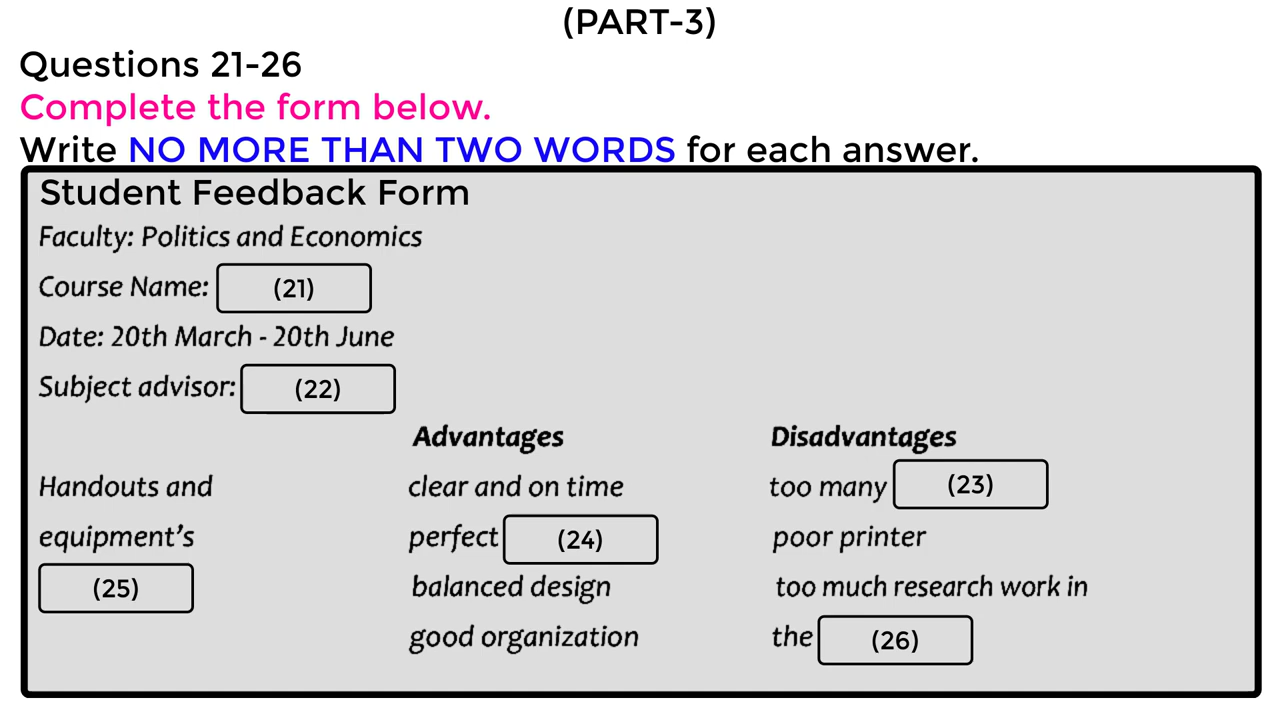 (PART-3)
Questions 21-26
Complete the form below.
Write NO MORE THAN TWO WORDS for each answer.
Student Feedback Form
Faculty: Politics and Economics
Course Name: (21)
Date: 20th March - 20th June
Subject advisor: (22)
Advantages Disadvantages
Handouts and clear and on time too many (23)
equipment's perfect (24) poor printer
(25) balanced design too much research work in
good organization the (26)